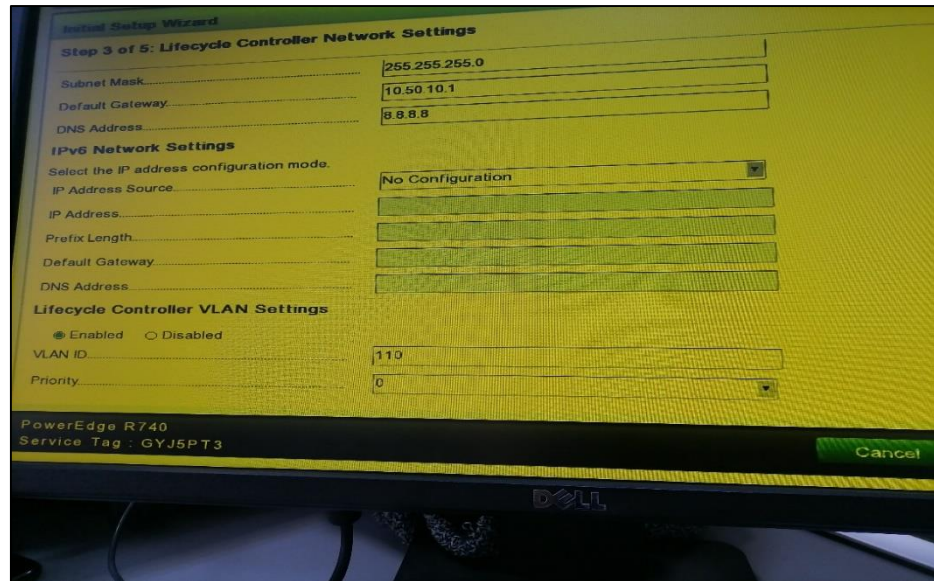 Initial Setup Wizard
Step 3 of 5: Lifecycle Controller Network Settings
Subnet Mask 255.255.255.0
Default Gateway 10.50.10.1
DNS Address 8.8.8.8
IPv6 Network Settings
Select the IP address configuration mode.
IP Address Source No Configuration
IP Address
Prefix Length
Default Gateway
DNS Address
Lifecycle Controller VLAN Settings
Enabled Disabled
VLAN ID 110
Priority 0
PowerEdge R740
Service Tag : GYJ5PT3
Cancel
DELL